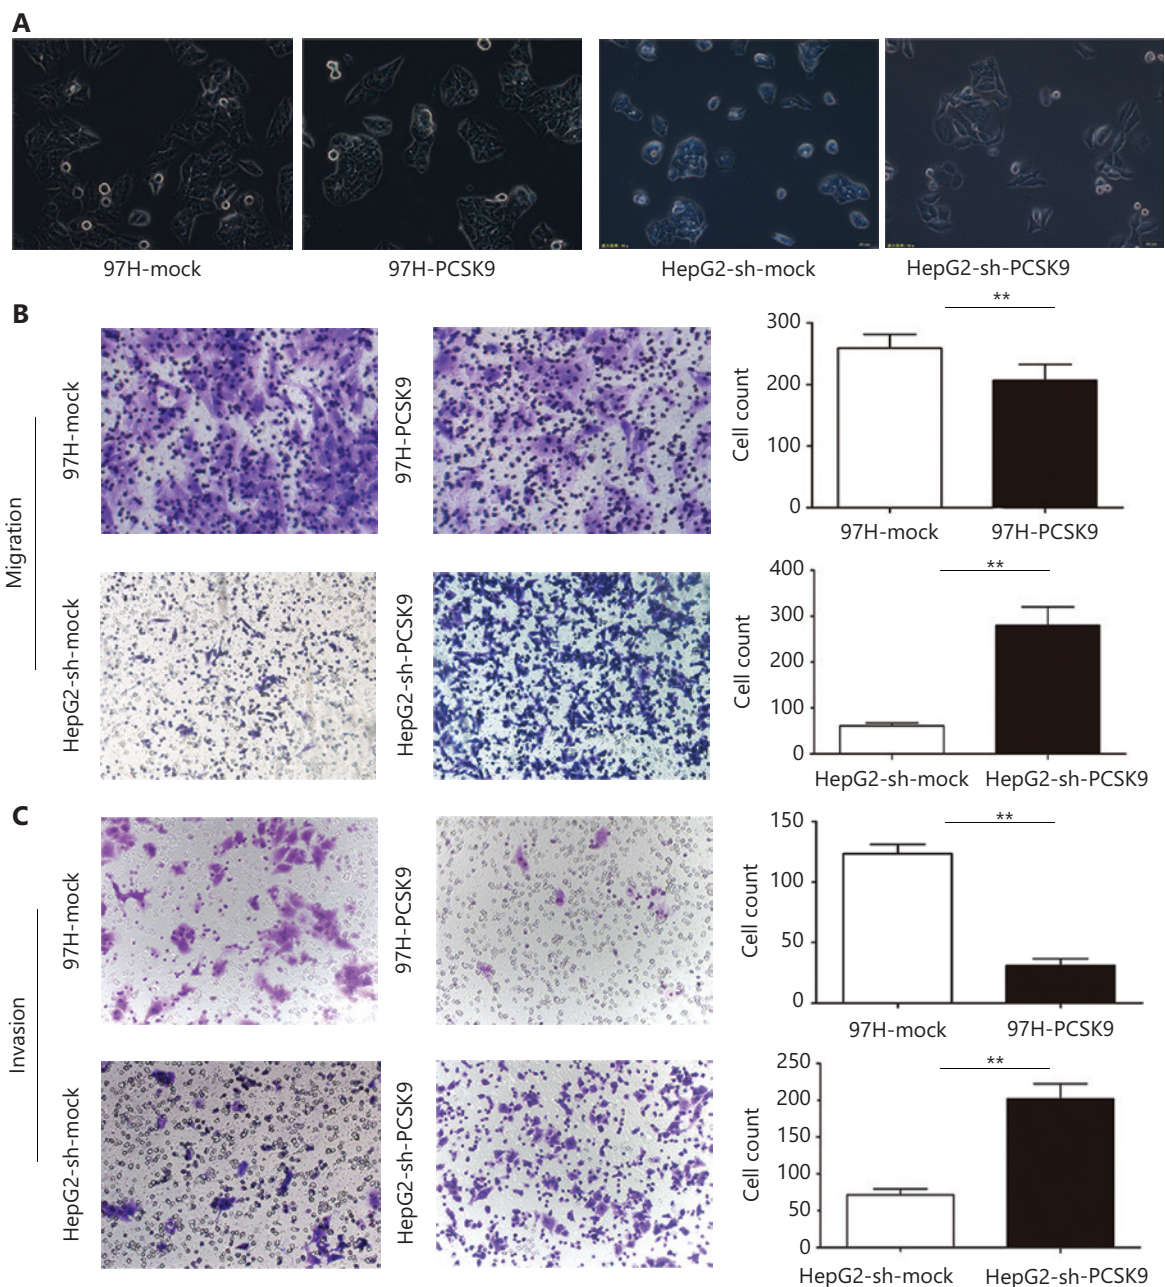 A
97H-mock
97H-PCSK9
HepG2-sh-mock
HepG2-sh-PCSK9
B
Migration
97H-mock
97H-PCSK9
**
300
200
100
0
Cell count
97H-mock
97H-PCSK9
HepG2-sh-mock
HepG2-sh-PCSK9
**
400
300
200
100
0
Cell count
HepG2-sh-mock
HepG2-sh-PCSK9
C
Invasion
97H-mock
97H-PCSK9
**
150
100
50
0
Cell count
97H-mock
97H-PCSK9
HepG2-sh-mock
HepG2-sh-PCSK9
**
250
200
150
100
50
0
Cell count
HepG2-sh-mock
HepG2-sh-PCSK9